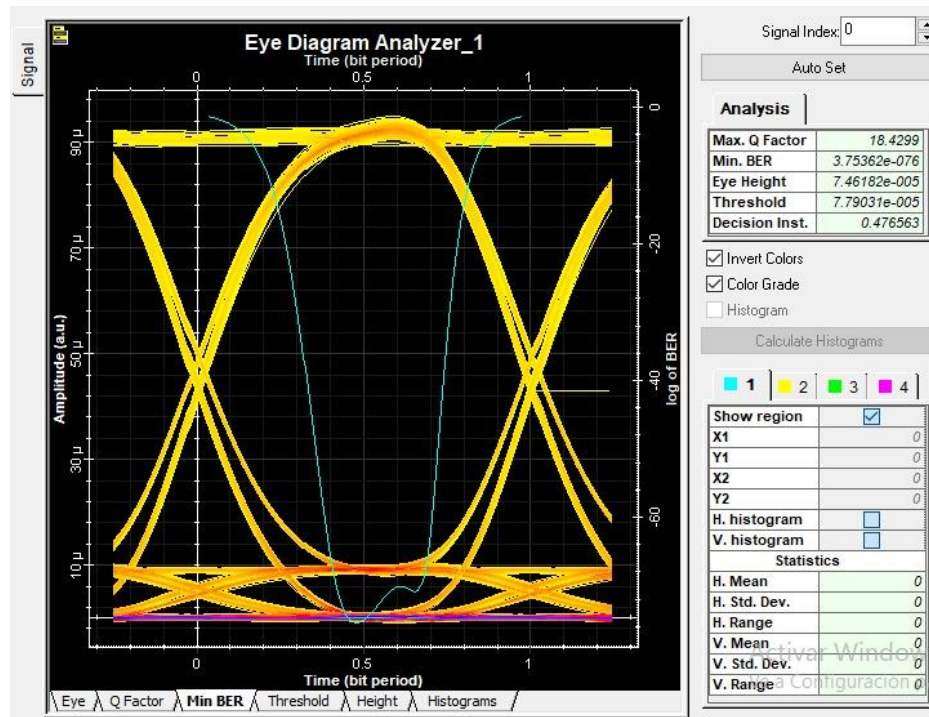 Signal
Eye Diagram Analyzer_1
Time (bit period)
0 0.5 1
Amplitude (a.u.)
90 µ
70 µ
50 µ
30 µ
10 µ
log of BER
0
-20
-40
-60
0 0.5 1
Time (bit period)
Eye Q Factor Min BER Threshold Height Histograms
Signal Index: 0
Auto Set
Analysis
Max. Q Factor 18.4299
Min. BER 3.75362e-076
Eye Height 7.46182e-005
Threshold 7.79031e-005
Decision Inst. 0.476563
Invert Colors
Color Grade
Histogram
Calculate Histograms
1 2 3 4
Show region
X1 0
Y1 0
X2 0
Y2 0
H. histogram
V. histogram
Statistics
H. Mean 0
H. Std. Dev. 0
H. Range 0
V. Mean 0
V. Std. Dev. 0
V. Range 0
Activar Window
a Configuración